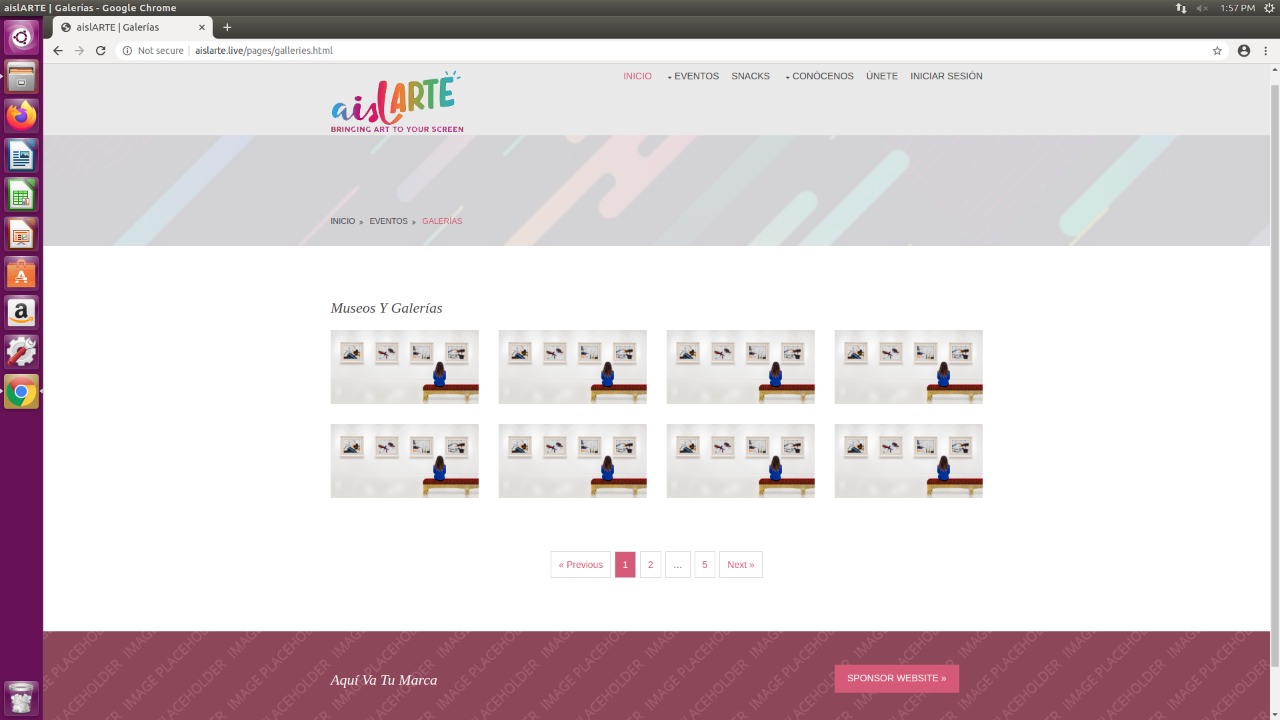 aislARTE | Galerías - Google Chrome
1:57 PM
aislARTE | Galerías
Not secure
aislarte.live/pages/galleries.html
aislARTE
BRINGING ART TO YOUR SCREEN
INICIO
EVENTOS
SNACKS
CONÓCENOS
ÚNETE
INICIAR SESIÓN
INICIO » EVENTOS » GALERÍAS
Museos Y Galerías
« Previous 1 2 … 5 Next »
IMAGE PLACEHOLDER
Aquí Va Tu Marca
SPONSOR WEBSITE »